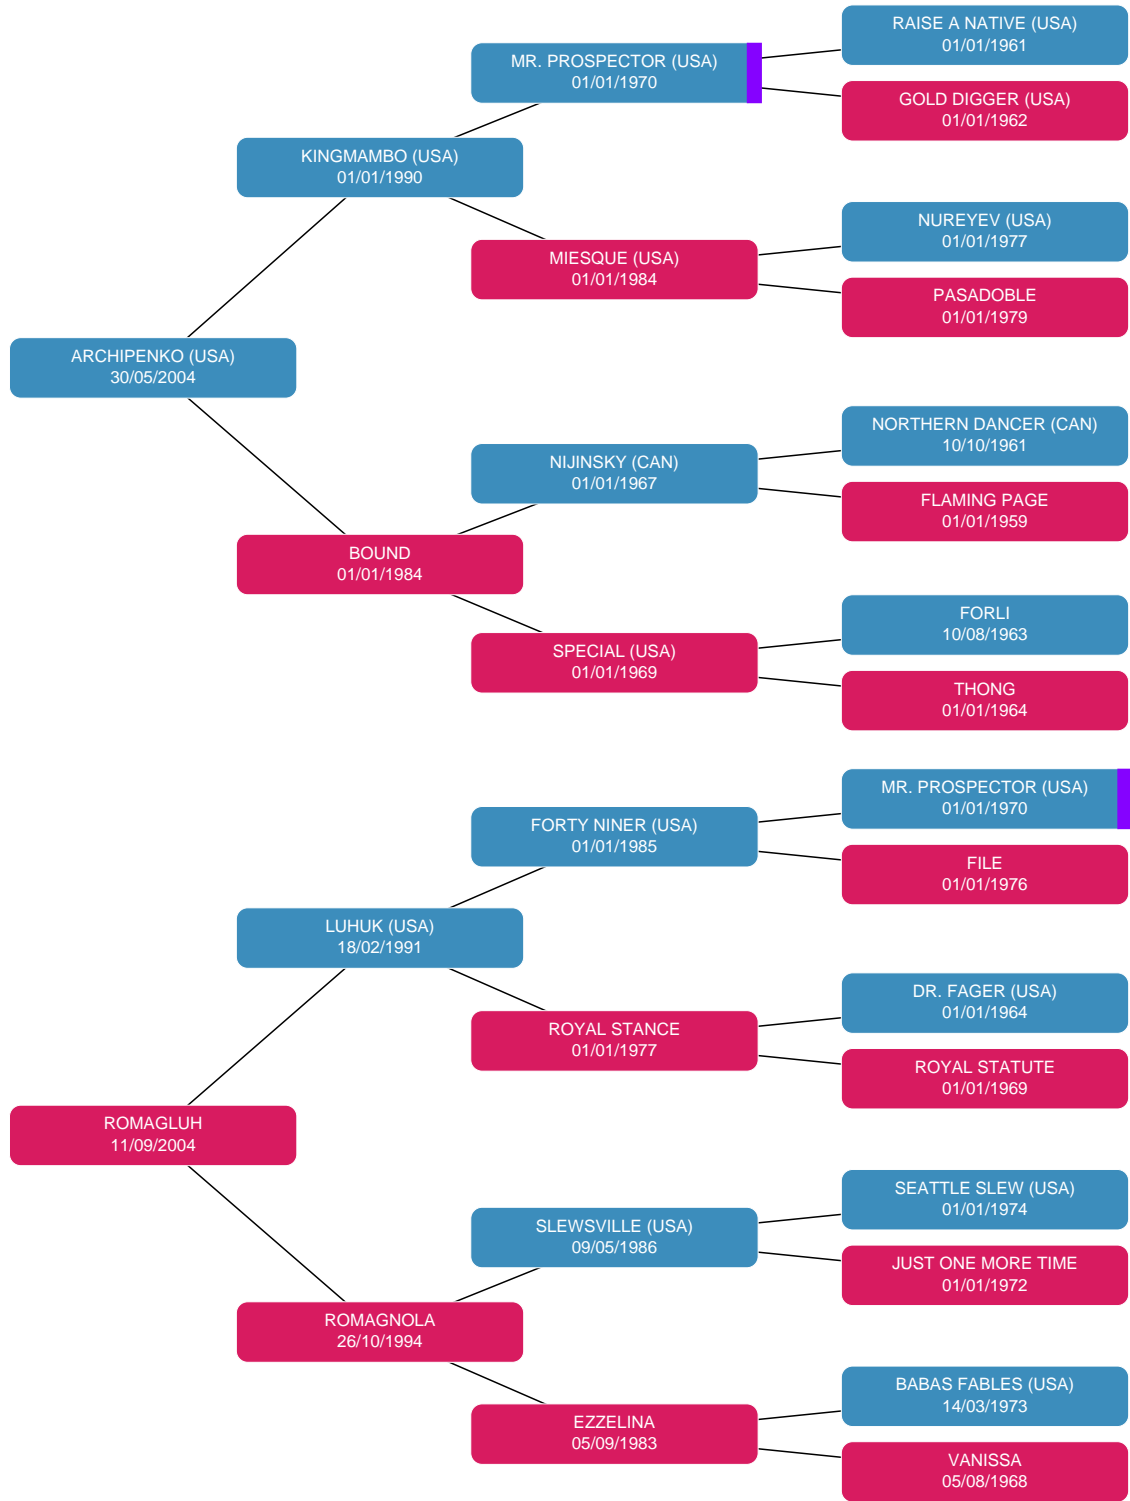 RAISE A NATIVE (USA)
01/01/1961
MR. PROSPECTOR (USA)
01/01/1970
GOLD DIGGER (USA)
01/01/1962
KINGMAMBO (USA)
01/01/1990
NUREYEV (USA)
01/01/1977
MIESQUE (USA)
01/01/1984
PASADOBLE
01/01/1979
ARCHIPENKO (USA)
30/05/2004
NORTHERN DANCER (CAN)
10/10/1961
NIJINSKY (CAN)
01/01/1967
FLAMING PAGE
01/01/1959
BOUND
01/01/1984
FORLI
10/08/1963
SPECIAL (USA)
01/01/1969
THONG
01/01/1964
MR. PROSPECTOR (USA)
01/01/1970
FORTY NINER (USA)
01/01/1985
FILE
01/01/1976
LUHUK (USA)
18/02/1991
DR. FAGER (USA)
01/01/1964
ROYAL STANCE
01/01/1977
ROYAL STATUTE
01/01/1969
ROMAGLUH
11/09/2004
SEATTLE SLEW (USA)
01/01/1974
SLEWSVILLE (USA)
09/05/1986
JUST ONE MORE TIME
01/01/1972
ROMAGNOLA
26/10/1994
BABAS FABLES (USA)
14/03/1973
EZZELINA
05/09/1983
VANISSA
05/08/1968